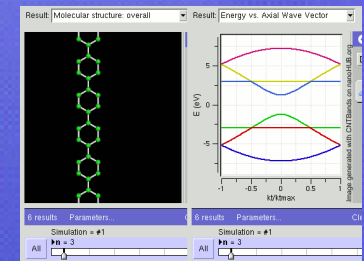 Result: Molecular structure: overall
Result: Energy vs. Axial Wave Vector
E (eV)
5
0
-5
-1
-0.5
0
0.5
1
kt/ktmax
Image generated with CNTBands on nanoHUB.org
6 results Parameters...
6 results Parameters...
Simulation = #1
n = 3
All
Simulation = #1
n = 3
All